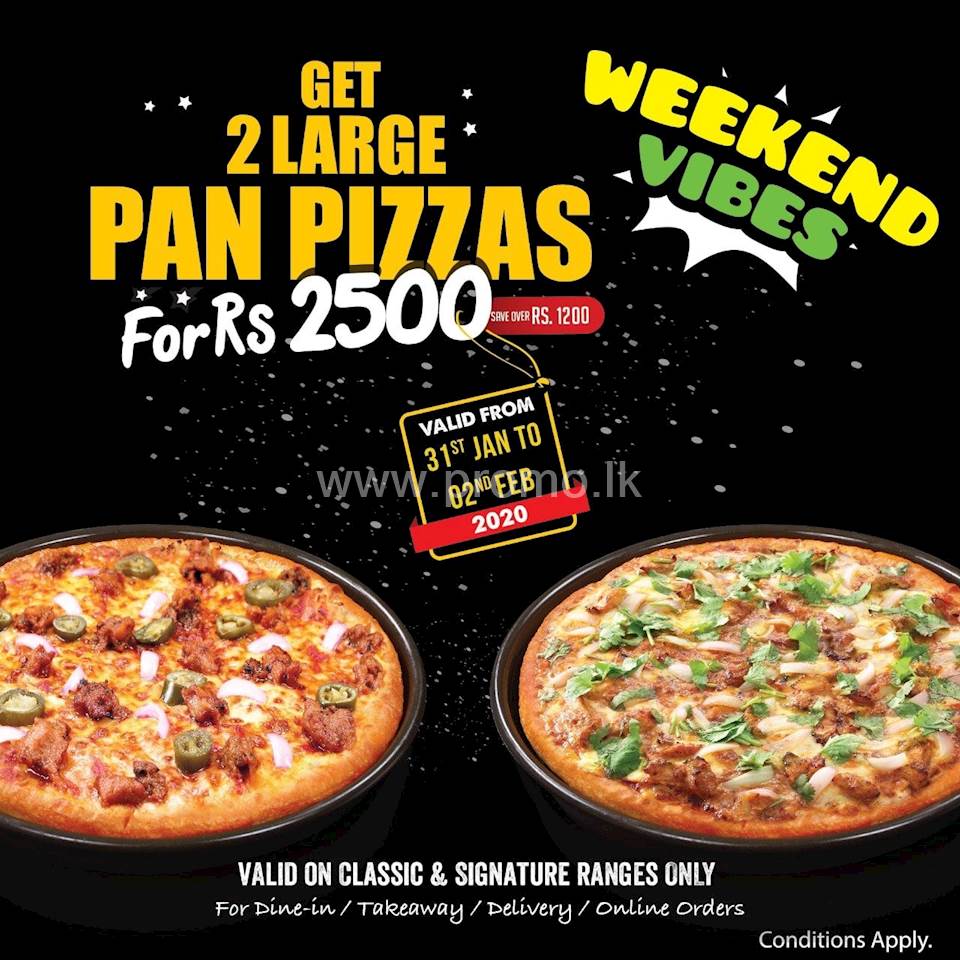 GET
2 LARGE
PAN PIZZAS
For Rs 2500
SAVE OVER RS. 1200
WEEKEND
VIBES
VALID FROM
31ST JAN TO
02ND FEB
2020
www.promo.lk
VALID ON CLASSIC & SIGNATURE RANGES ONLY
For Dine-in / Takeaway / Delivery / Online Orders
Conditions Apply.